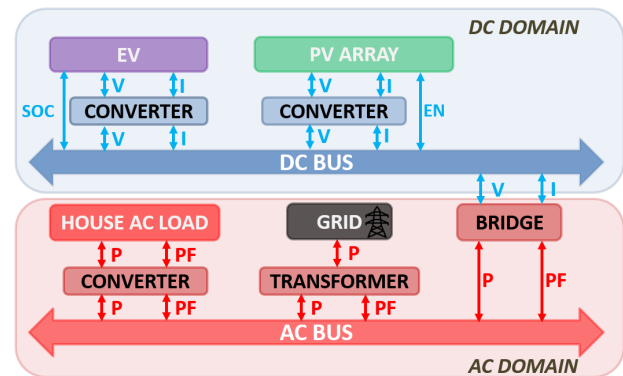 DC DOMAIN
EV
PV ARRAY
SOC
V
I
V
I
EN
CONVERTER
CONVERTER
V
I
V
I
DC BUS
V
I
HOUSE AC LOAD
GRID
BRIDGE
P
PF
P
CONVERTER
TRANSFORMER
P
PF
P
PF
P
PF
AC BUS
AC DOMAIN